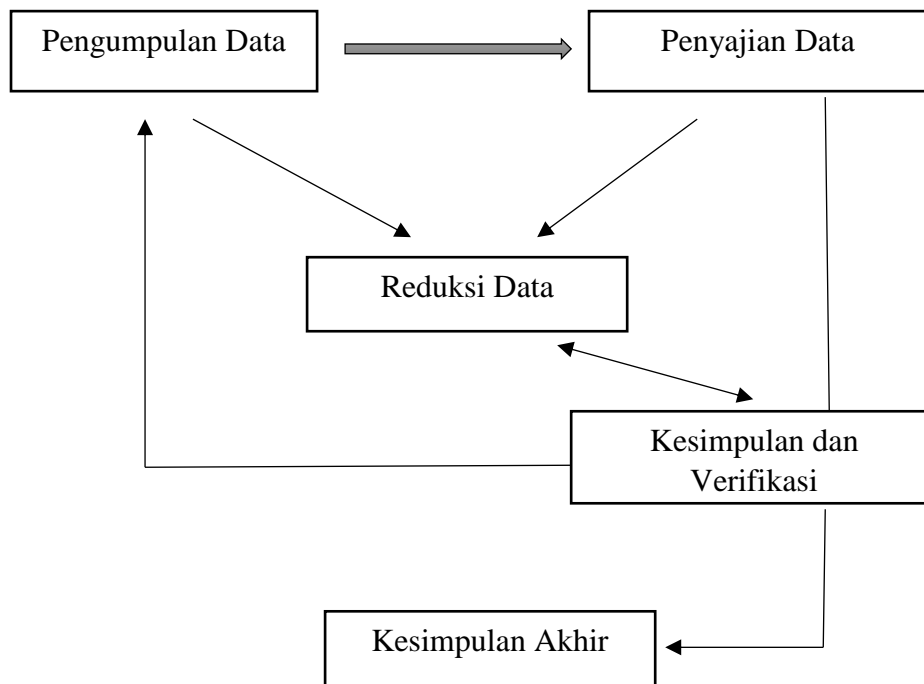 Pengumpulan Data
Penyajian Data
Reduksi Data
Kesimpulan dan
Verifikasi
Kesimpulan Akhir